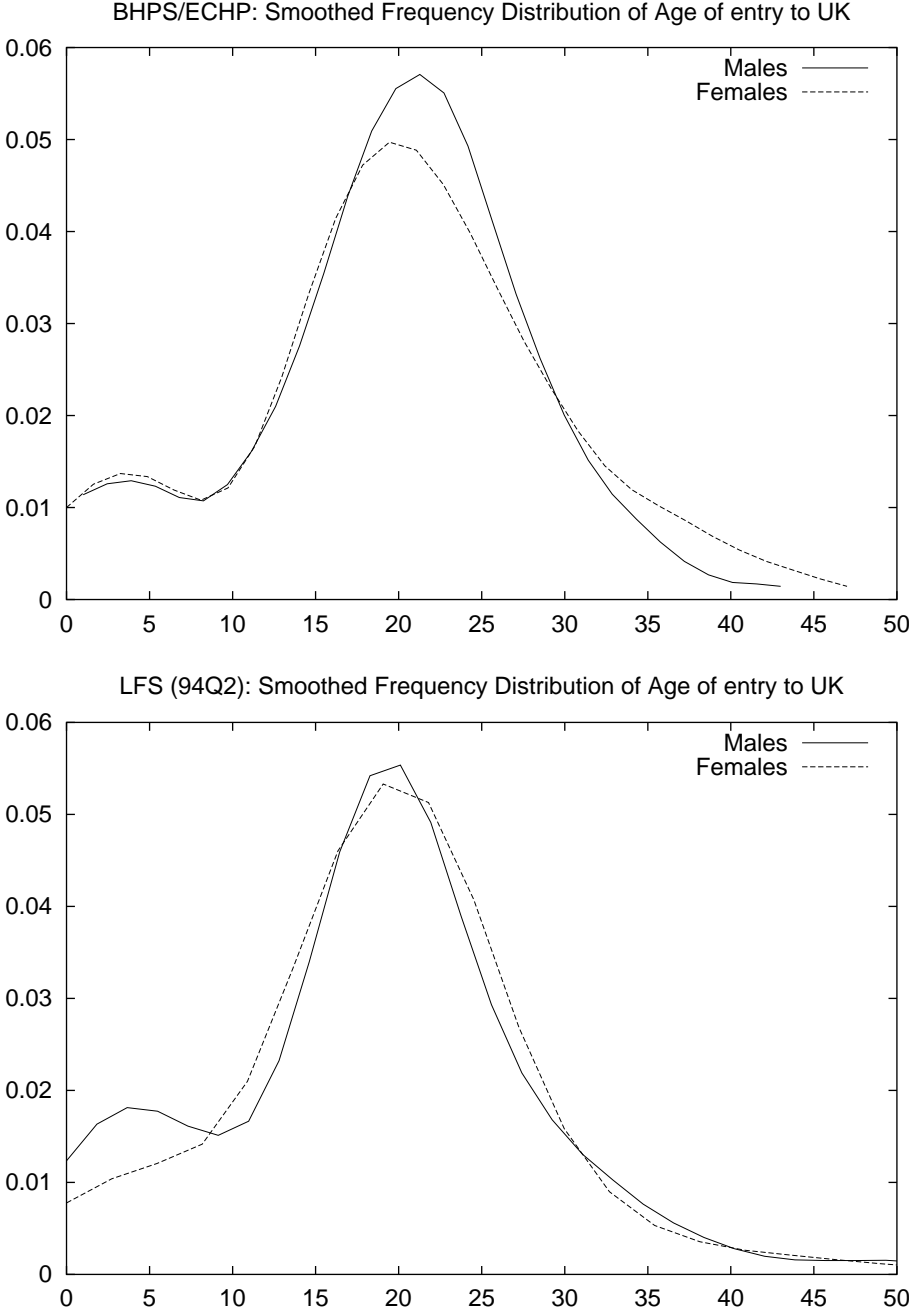 BHPS/ECHP: Smoothed Frequency Distribution of Age of entry to UK
0.06
Males
Females
0.05
0.04
0.03
0.02
0.01
0
0 5 10 15 20 25 30 35 40 45 50
LFS (94Q2): Smoothed Frequency Distribution of Age of entry to UK
0.06
Males
Females
0.05
0.04
0.03
0.02
0.01
0
0 5 10 15 20 25 30 35 40 45 50